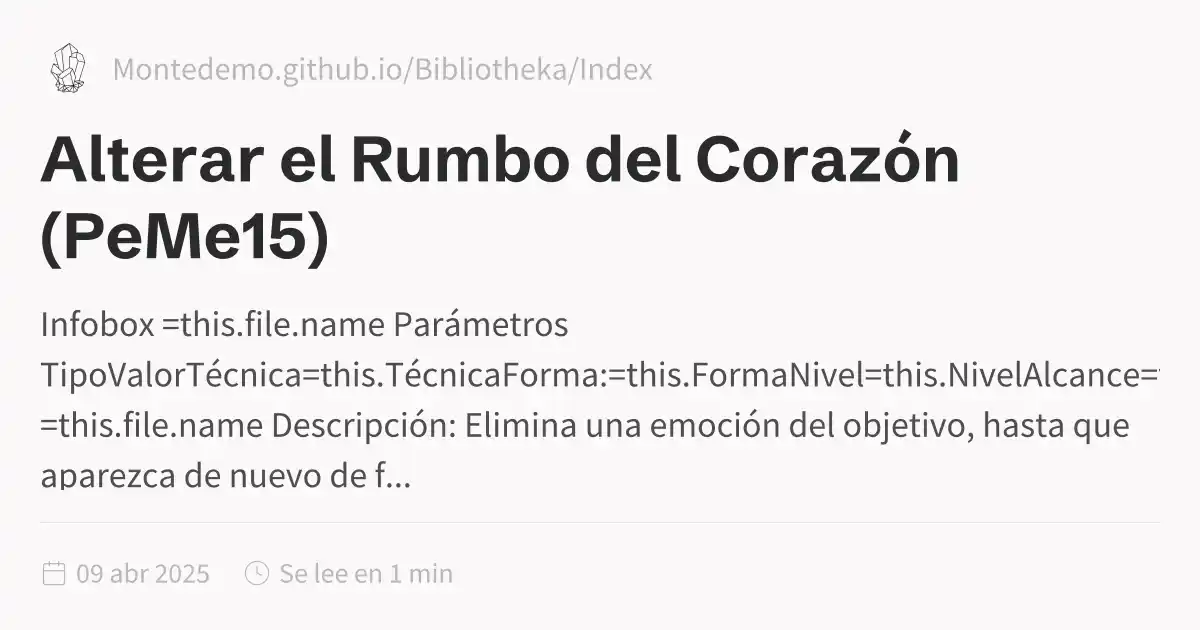 Montedemo.github.io/Bibliotheka/Index
Alterar el Rumbo del Corazón
(PeMe15)
Infobox =this.file.name Parámetros
TipoValorTécnica=this.TécnicaForma:=this.FormaNivel=this.NivelAlcance=
=this.file.name Descripción: Elimina una emoción del objetivo, hasta que
aparezca de nuevo de f...
09 abr 2025
Se lee en 1 min